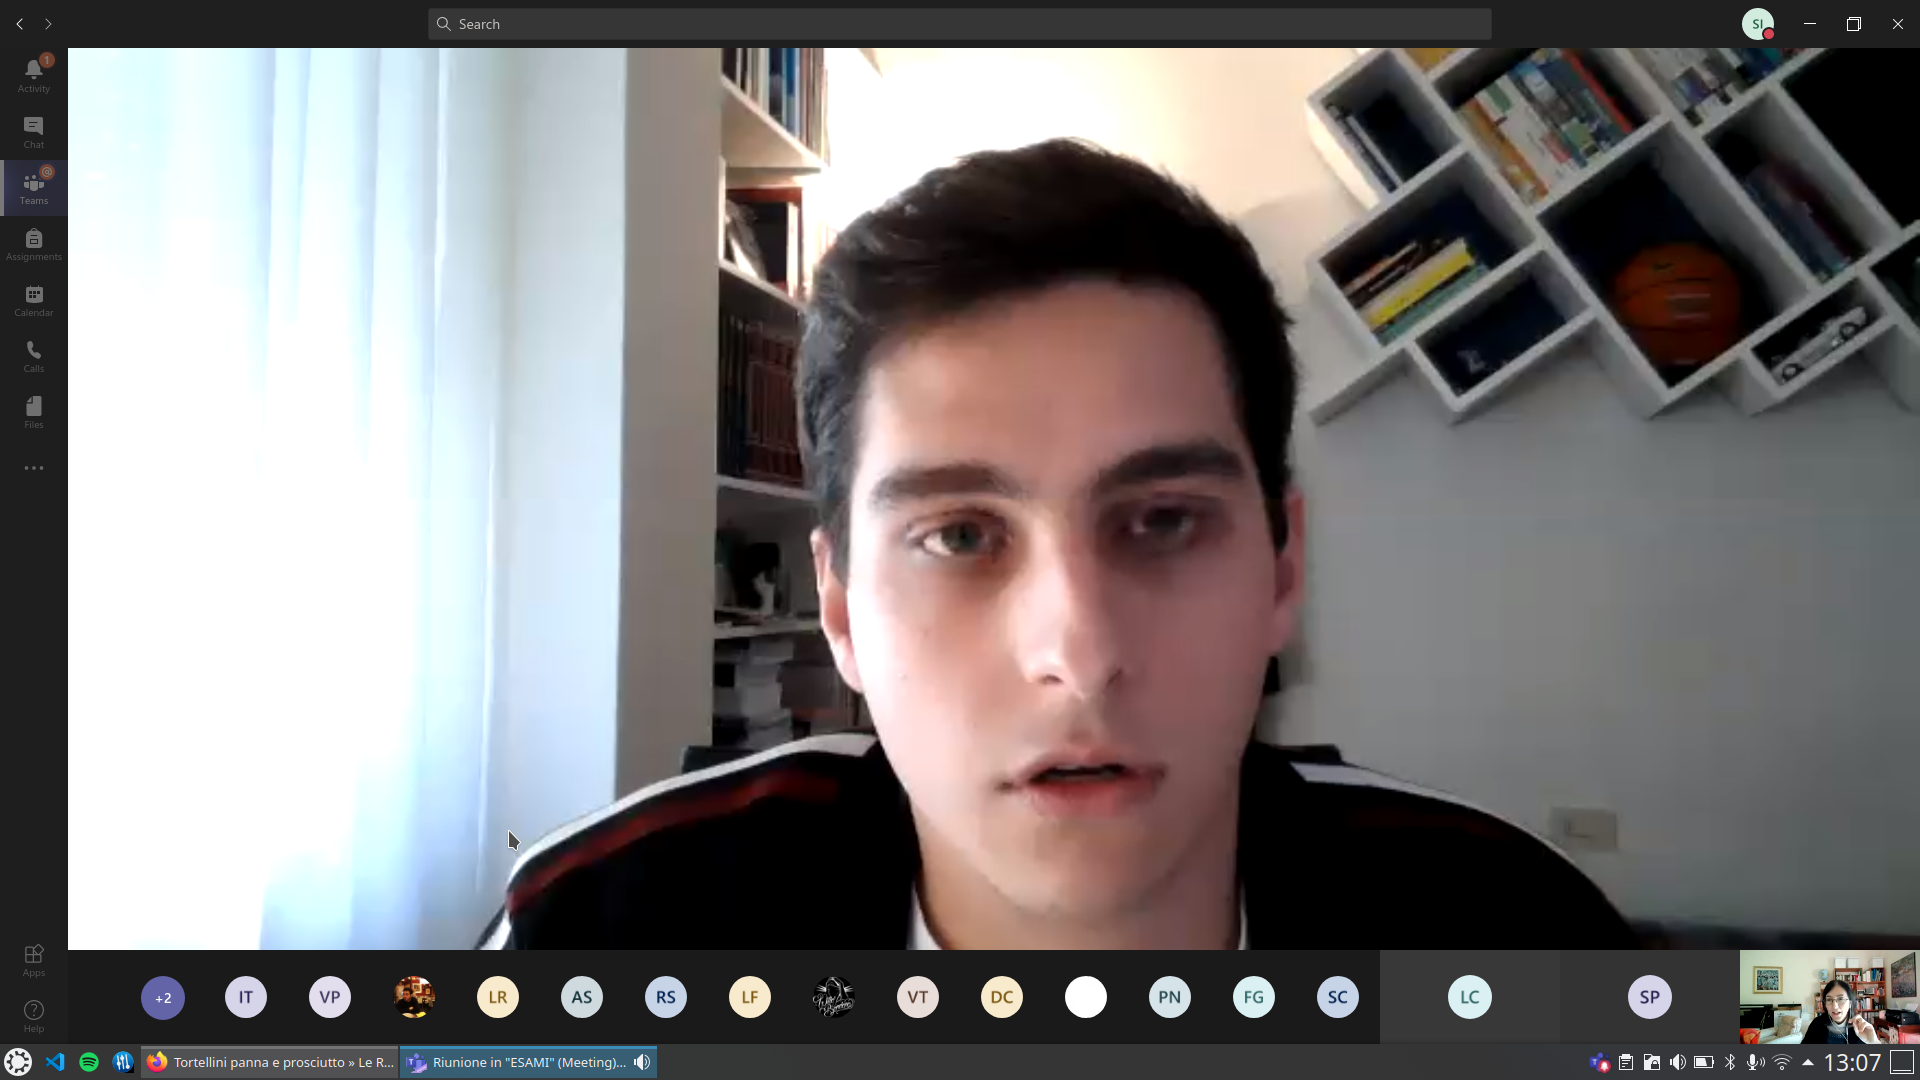 Search
SI
1
Activity
Chat
@
Teams
Assignments
Calendar
Calls
Files
Apps
Help
+2
IT
VP
LR
AS
RS
LF
VT
DC
PN
FG
SC
LC
SP
Tortellini panna e prosciutto » Le R...
Riunione in "ESAMI" (Meeting)...
13:07